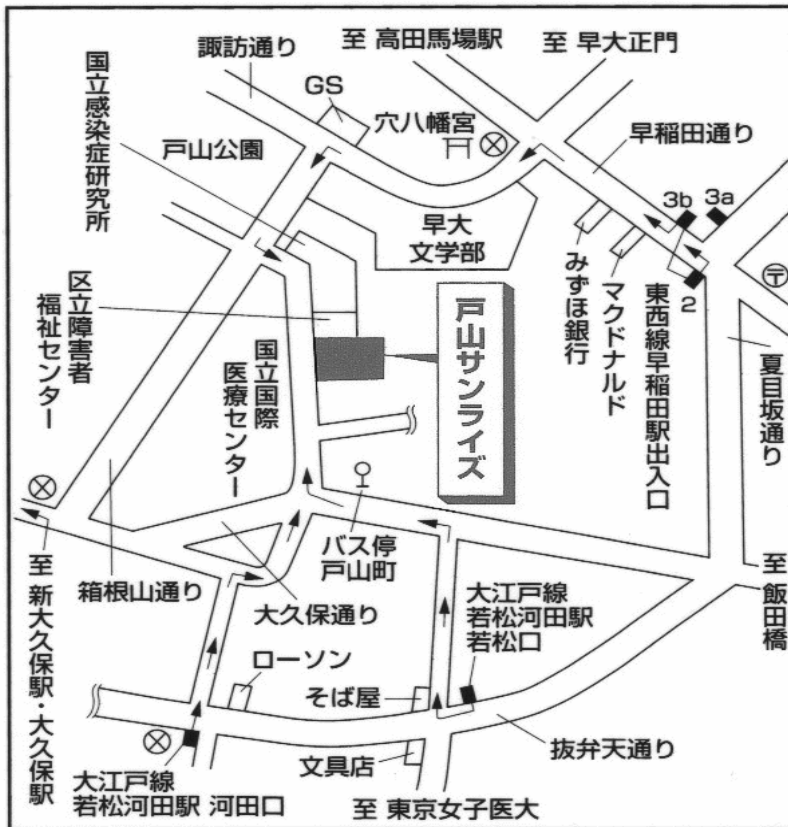 至 高田馬場駅
至 早大正門
諏訪通り
GS
穴八幡宮
早稲田通り
国立感染症研究所
戸山公園
3b
3a
早大
文学部
みずほ銀行
マクドナルド
2
東西線早稲田駅出入口
〒
夏目坂通り
区立障害者
福祉センター
国立国際
医療センター
戸山サンライズ
バス停
戸山町
至 新大久保駅・大久保駅
箱根山通り
大久保通り
大江戸線
若松河田駅
若松口
至 飯田橋
ローソン
そば屋
文具店
抜弁天通り
大江戸線
若松河田駅 河田口
至 東京女子医大